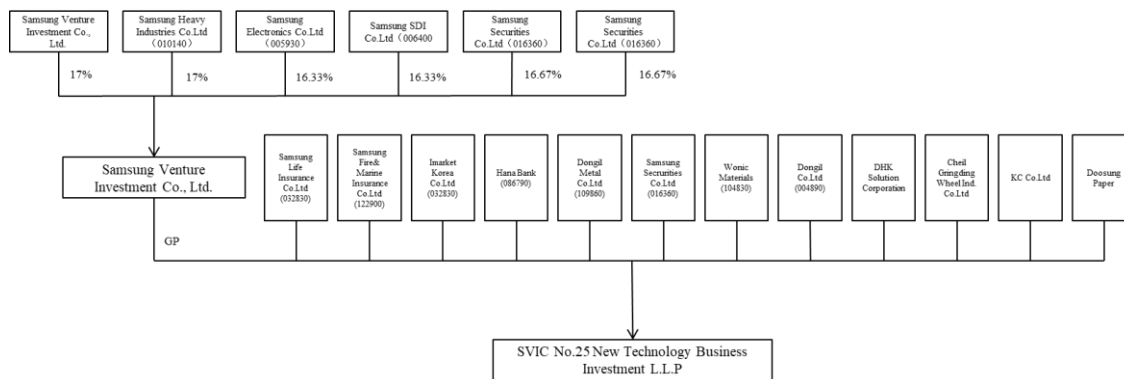 Samsung Venture
Investment Co.,
Ltd.
Samsung Heavy
Industries Co.Ltd
（010140）
Samsung
Electronics Co.Ltd
（005930）
Samsung SDI
Co.Ltd（006400
Samsung
Securities
Co.Ltd（016360）
Samsung
Securities
Co.Ltd（016360）
17%
17%
16.33%
16.33%
16.67%
16.67%
Samsung Venture
Investment Co., Ltd.
Samsung
Life
Insurance
Co.Ltd
(032830)
Samsung
Fire&
Marine
Insurance
Co.Ltd
(122900)
Imarket
Korea
Co.Ltd
(032830)
Hana Bank
(086790)
Dongil
Metal
Co.Ltd
(109860)
Samsung
Secrurities
Co.Ltd
(016360)
Wonic
Materials
(104830)
Dongil
Co.Ltd
(004890)
DHK
Solution
Corporation
Cheil
Gringding
Wheel Ind.
Co.Ltd
KC Co.Ltd
Doosung
Paper
GP
SVIC No.25 New Technology Business
Investment L.L.P